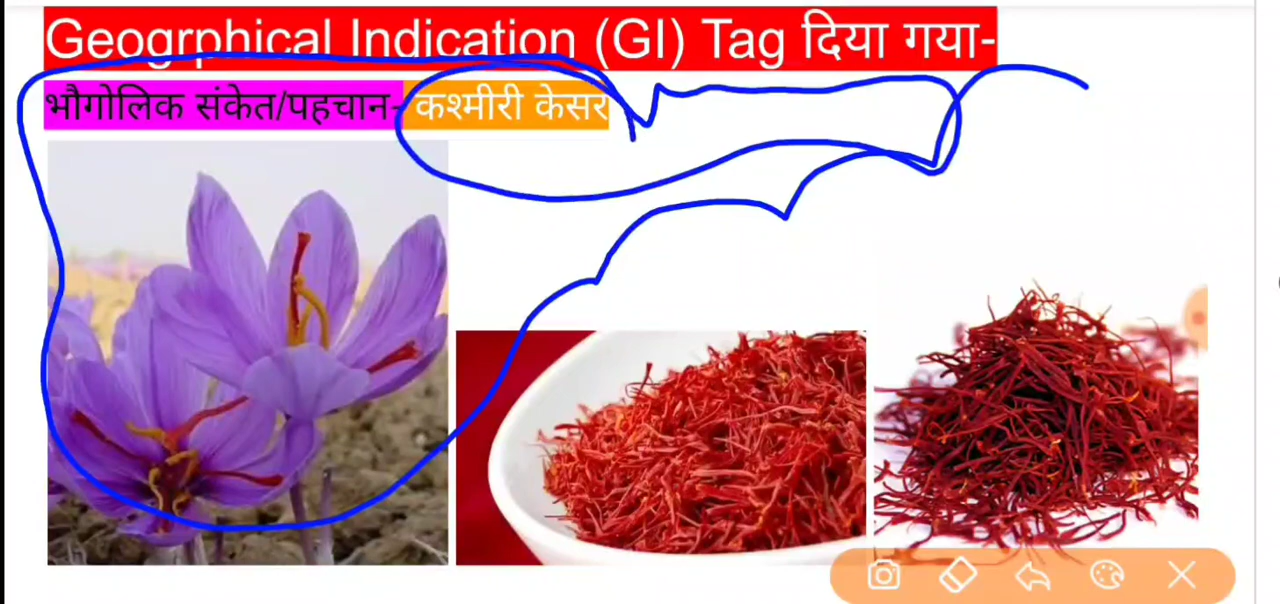 Geogrphical Indication (GI) Tag दिया गया-
भौगोलिक संकेत/पहचान- कश्मीरी केसर